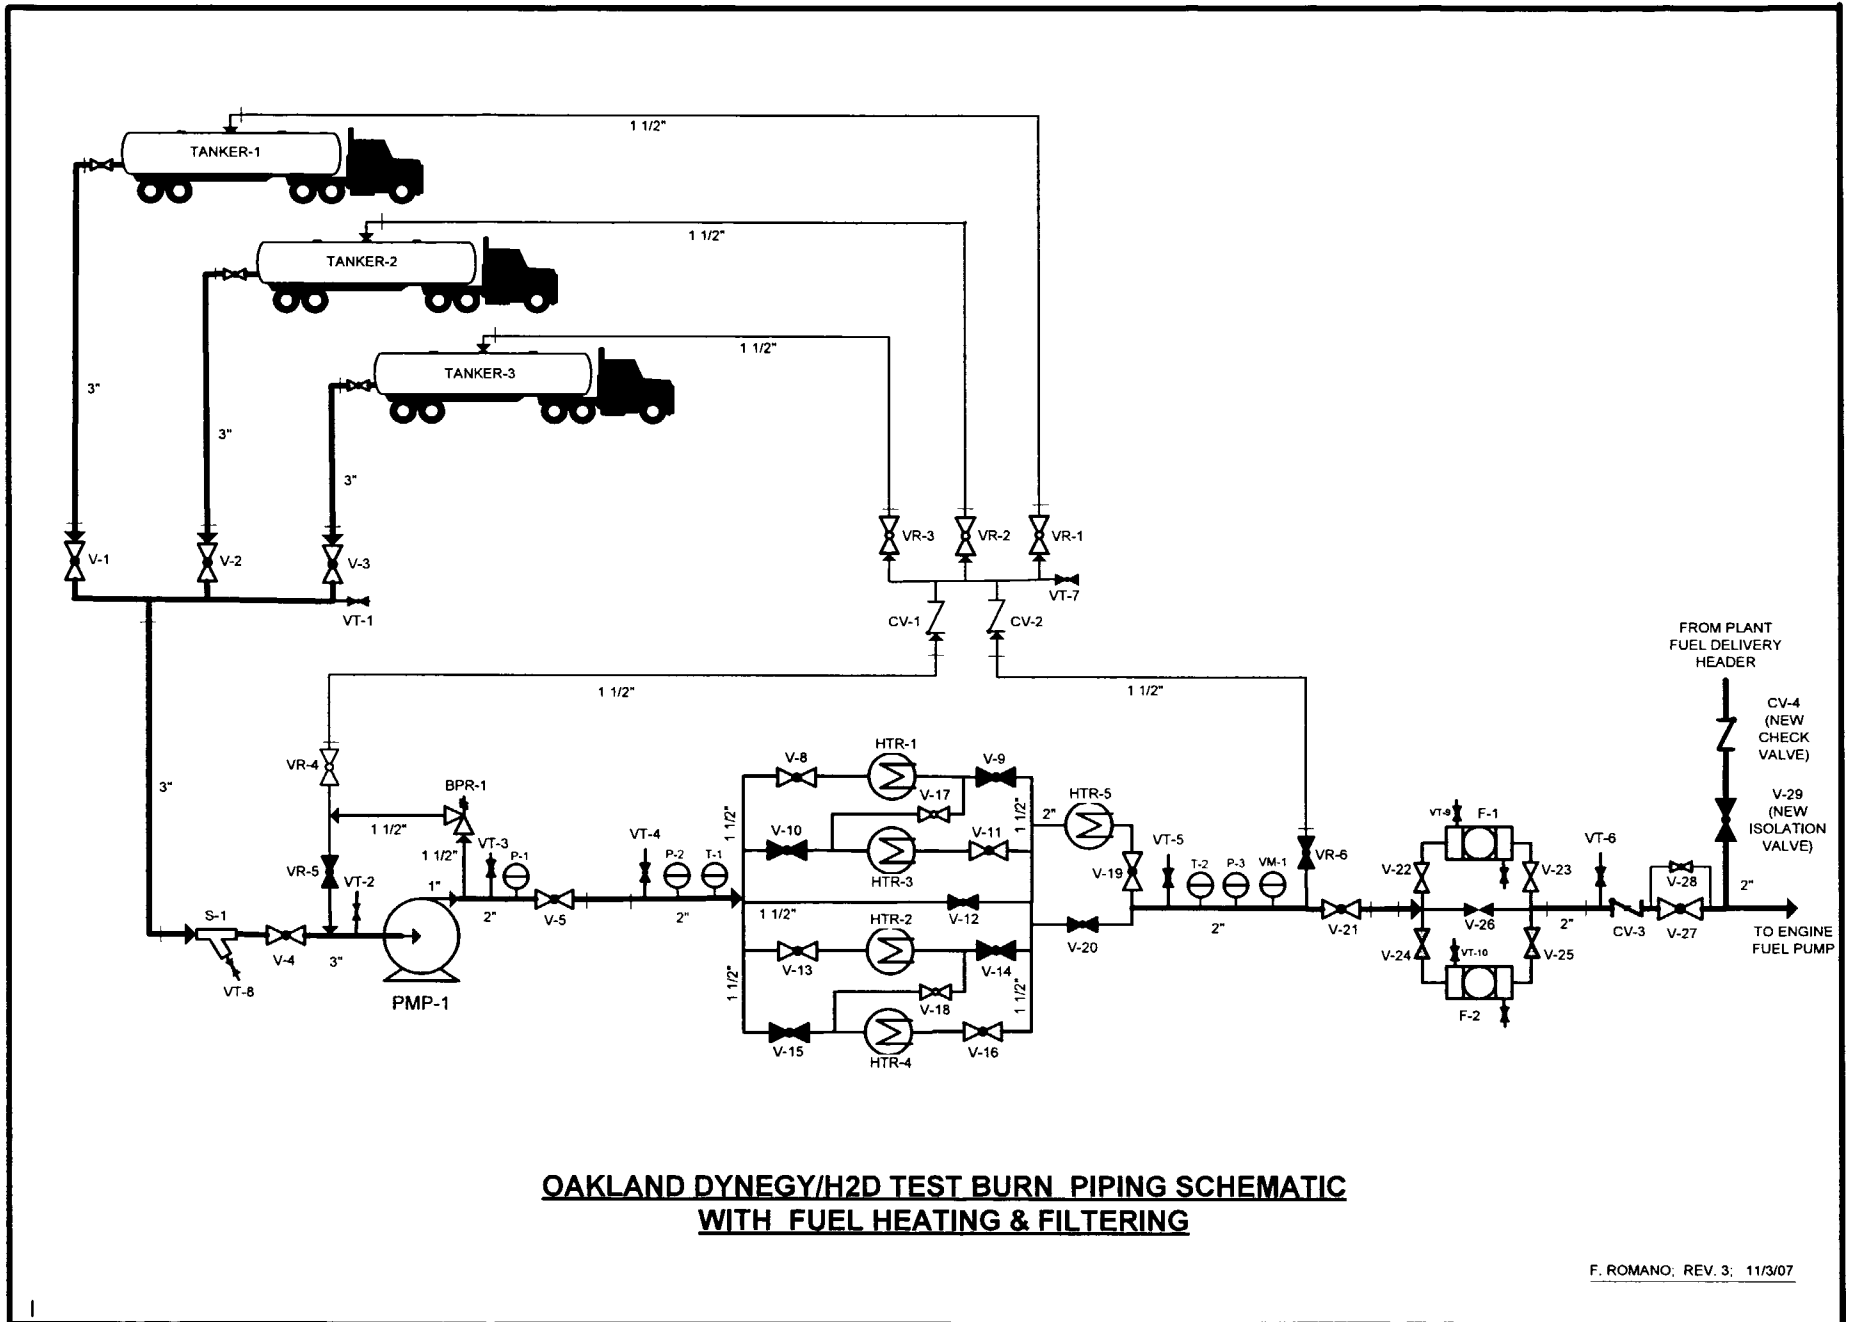 1 1/2"
TANKER-1
1 1/2"
TANKER-2
1 1/2"
TANKER-3
3"
3"
3"
V-1
V-2
V-3
VT-1
VR-3
VR-2
VR-1
VT-7
CV-1
CV-2
FROM PLANT
FUEL DELIVERY
HEADER
CV-4
(NEW
CHECK
VALVE)
V-29
(NEW
ISOLATION
VALVE)
1 1/2"
1 1/2"
3"
VR-4
BPR-1
1 1/2"
1 1/2"
VR-5
VT-2
VT-3
P-1
1"
2"
V-5
S-1
V-4
3"
VT-8
PMP-1
VT-4
P-2
T-1
2"
1 1/2"
V-8
HTR-1
V-9
V-17
1 1/2"
V-10
HTR-3
V-11
1 1/2"
V-12
HTR-2
V-13
V-14
1 1/2"
V-18
1 1/2"
V-15
HTR-4
V-16
2"
HTR-5
V-19
V-20
VT-5
T-2
P-3
VM-1
VR-6
2"
V-21
VT-9
F-1
V-22
V-23
V-26
V-24
VT-10
V-25
F-2
VT-6
2"
CV-3
V-28
V-27
2"
TO ENGINE
FUEL PUMP
OAKLAND DYNEGY/H2D TEST BURN PIPING SCHEMATIC
WITH FUEL HEATING & FILTERING
F. ROMANO; REV. 3; 11/3/07